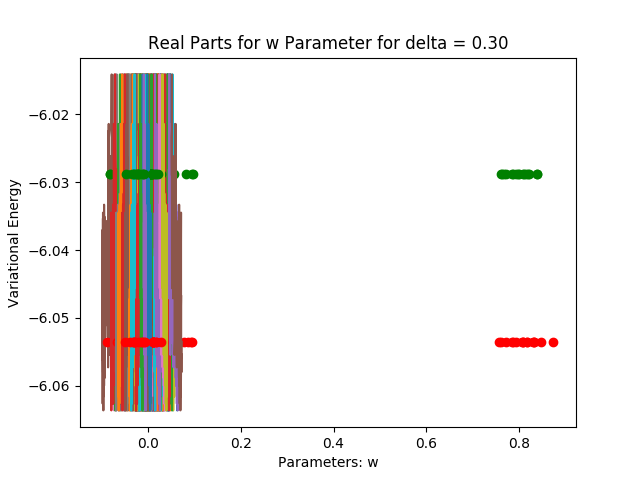 Real Parts for w Parameter for delta = 0.30
−6.02
−6.03
−6.04
−6.05
−6.06
Variational Energy
0.0 0.2 0.4 0.6 0.8
Parameters: w